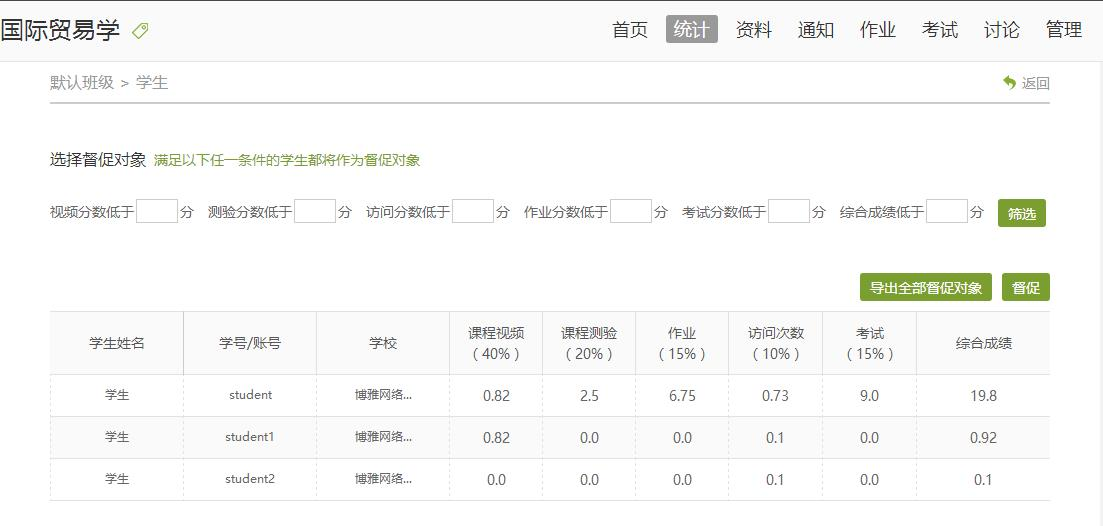 国际贸易学
首页 统计 资料 通知 作业 考试 讨论 管理
默认班级 > 学生
返回
选择督促对象 满足以下任一条件的学生都将作为督促对象
视频分数低于 分 测验分数低于 分 访问分数低于 分 作业分数低于 分 考试分数低于 分 综合成绩低于 分 筛选
导出全部督促对象 督促
学生姓名 学号/账号 学校 课程视频（40%） 课程测验（20%） 作业（15%） 访问次数（10%） 考试（15%） 综合成绩
学生 student 博雅网络... 0.82 2.5 6.75 0.73 9.0 19.8
学生 student1 博雅网络... 0.82 0.0 0.0 0.1 0.0 0.92
学生 student2 博雅网络... 0.0 0.0 0.0 0.1 0.0 0.1